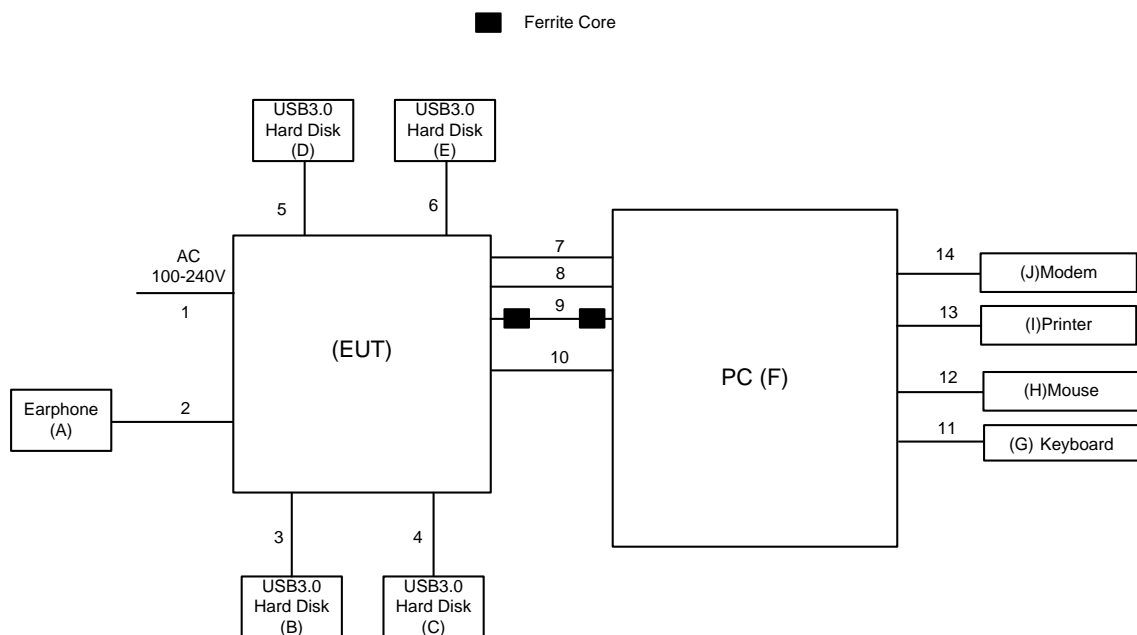 Ferrite Core
USB3.0
Hard Disk
(D)
USB3.0
Hard Disk
(E)
5
6
AC
100-240V
1
7
8
9
10
(EUT)
PC (F)
14
(J)Modem
13
(I)Printer
12
(H)Mouse
11
(G) Keyboard
Earphone
(A)
2
3
4
USB3.0
Hard Disk
(B)
USB3.0
Hard Disk
(C)